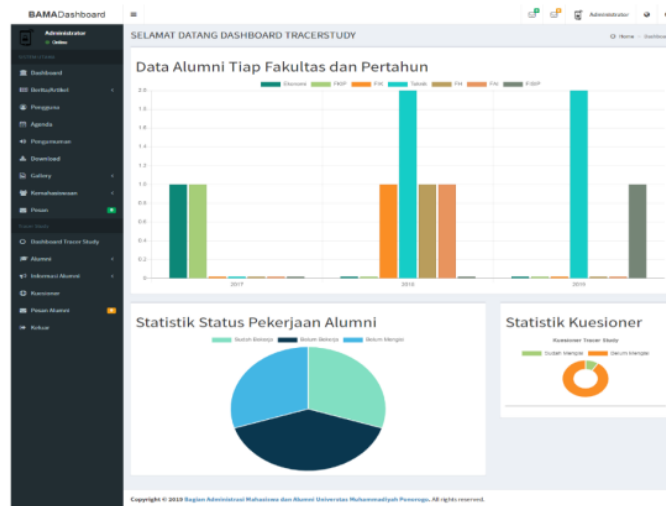 BAMADashboard
Administrator
Administrator
Online
SELAMAT DATANG DASHBOARD TRACERSTUDY
Home
Dashboard
Berita/Artikel
Pengguna
Agenda
Pengumuman
Download
Gallery
Kemahasiswaan
Pesan
Tracer Study
Dashboard Tracer Study
Alumni
Informasi Alumni
Kuesioner
Pesan Alumni
Keluar
Data Alumni Tiap Fakultas dan Pertahun
Ekonomi FKIP FIK Teknik FH FAI FISIP
2.0
1.8
1.6
1.4
1.2
1.0
0.8
0.6
0.4
0.2
0
2017 2018 2019
Statistik Status Pekerjaan Alumni
Sudah Bekerja Belum Bekerja Belum Mengisi
Statistik Kuesioner
Kuesioner Tracer Study
Sudah Mengisi Belum Mengisi
Copyright © 2019 Bagian Administrasi Mahasiswa dan Alumni Universitas Muhammadiyah Ponorogo. All rights reserved.